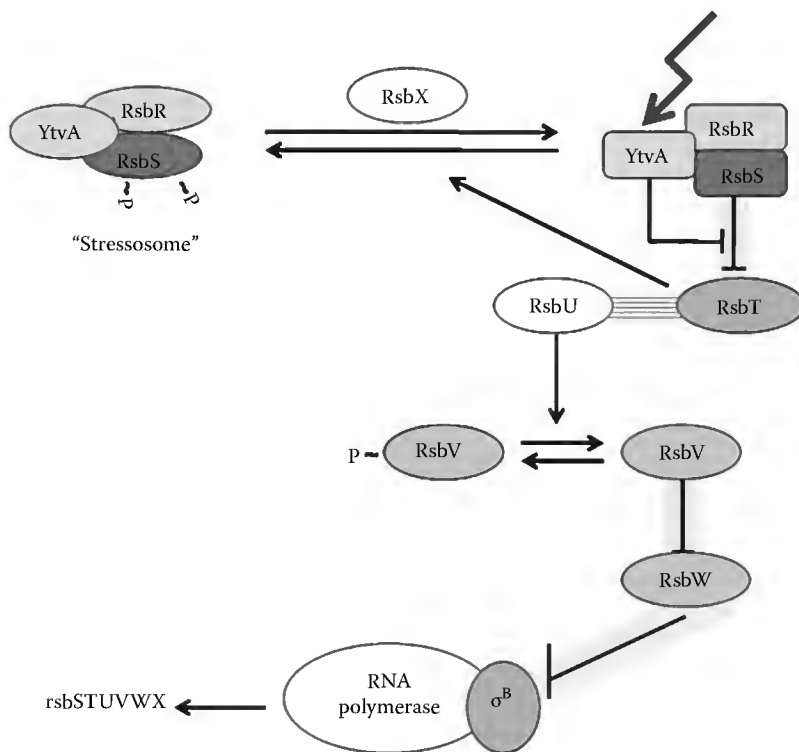 RsbX
RsbR
YtvA
RsbS
~P
~P
"Stressosome"
RsbR
YtvA
RsbS
RsbU
RsbT
P~
RsbV
RsbV
RsbW
RNA
polymerase
σᴮ
rsbSTUVWX